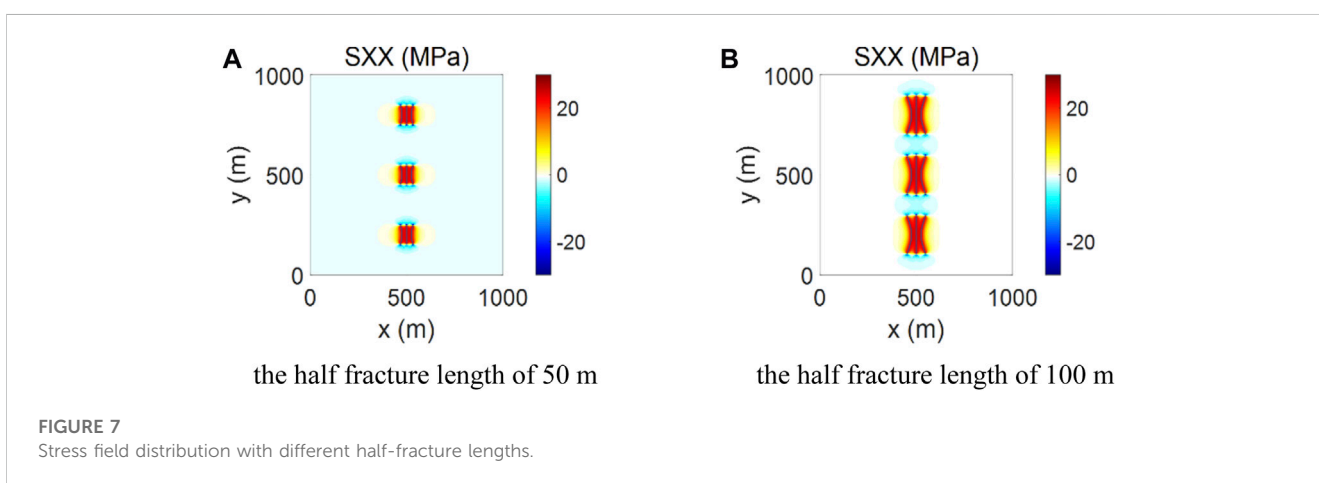 A
SXX (MPa)
1000
500
0
y (m)
0
500
1000
x (m)
20
0
-20
the half fracture length of 50 m
B
SXX (MPa)
1000
500
0
y (m)
0
500
1000
x (m)
20
0
-20
the half fracture length of 100 m
FIGURE 7
Stress field distribution with different half-fracture lengths.